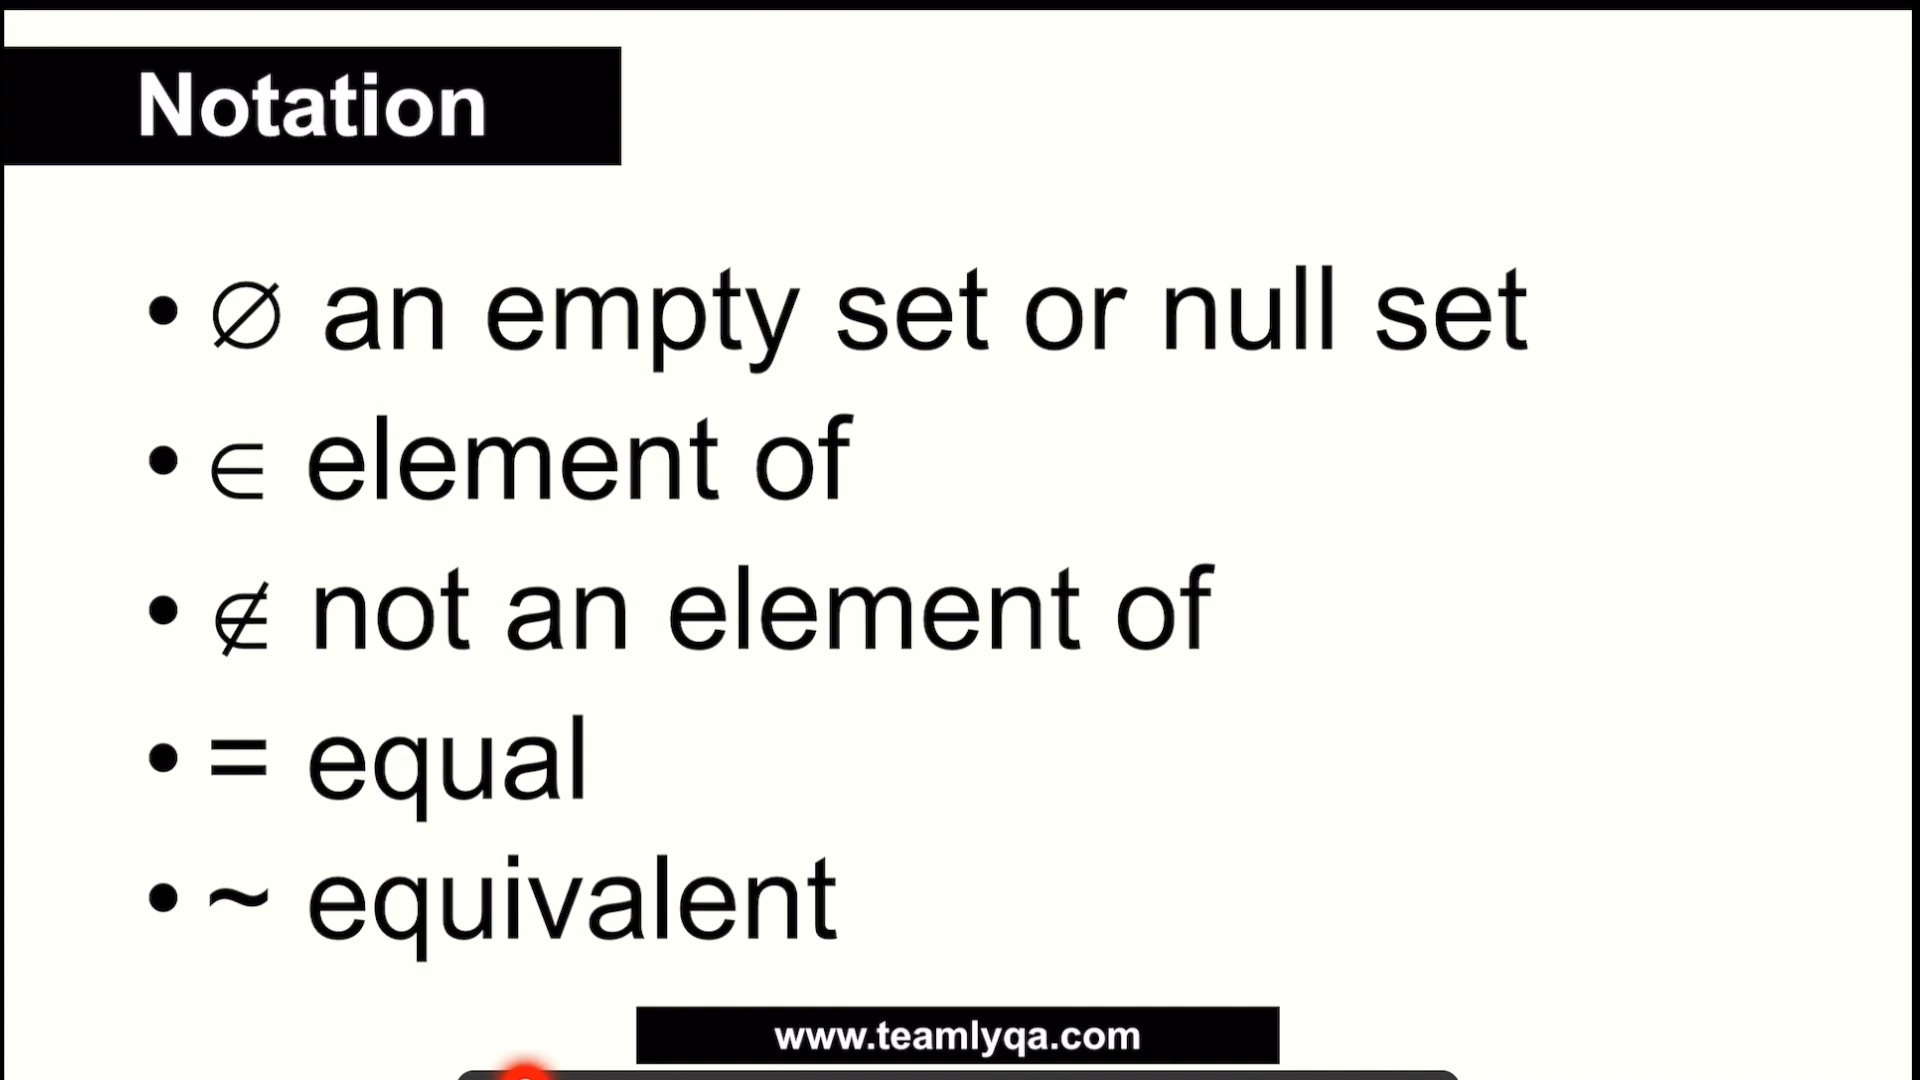 Notation
• ∅ an empty set or null set
• ∈ element of
• ∉ not an element of
• = equal
• ~ equivalent
www.teamlyqa.com